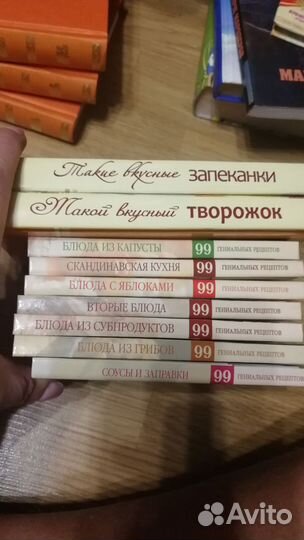 МА
Такие вкусные ЗАПЕКАНКИ
Такой вкусный ТВОРОЖОК
БЛЮДА ИЗ КАПУСТЫ 99 ГЕНИАЛЬНЫХ РЕЦЕПТОВ
СКАНДИНАВСКАЯ КУХНЯ 99 ГЕНИАЛЬНЫХ РЕЦЕПТОВ
БЛЮДА С ЯБЛОКАМИ 99 ГЕНИАЛЬНЫХ РЕЦЕПТОВ
ВТОРЫЕ БЛЮДА 99 ГЕНИАЛЬНЫХ РЕЦЕПТОВ
БЛЮДА ИЗ СУБПРОДУКТОВ 99 ГЕНИАЛЬНЫХ РЕЦЕПТОВ
БЛЮДА ИЗ ГРИБОВ 99 ГЕНИАЛЬНЫХ РЕЦЕПТОВ
СОУСЫ И ЗАПРАВКИ 99 ГЕНИАЛЬНЫХ РЕЦЕПТОВ
Avito